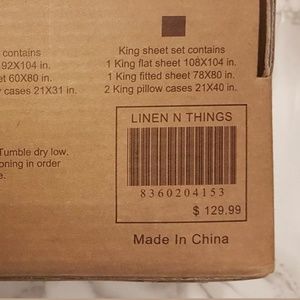 contains
92X104 in.
et 60X80 in.
cases 21X31 in.
King sheet set contains
1 King flat sheet 108X104 in.
1 King fitted sheet 78X80 in.
2 King pillow cases 21X40 in.
Tumble dry low.
oning in order
e.
LINEN N THINGS
8360204153
$ 129.99
Made In China